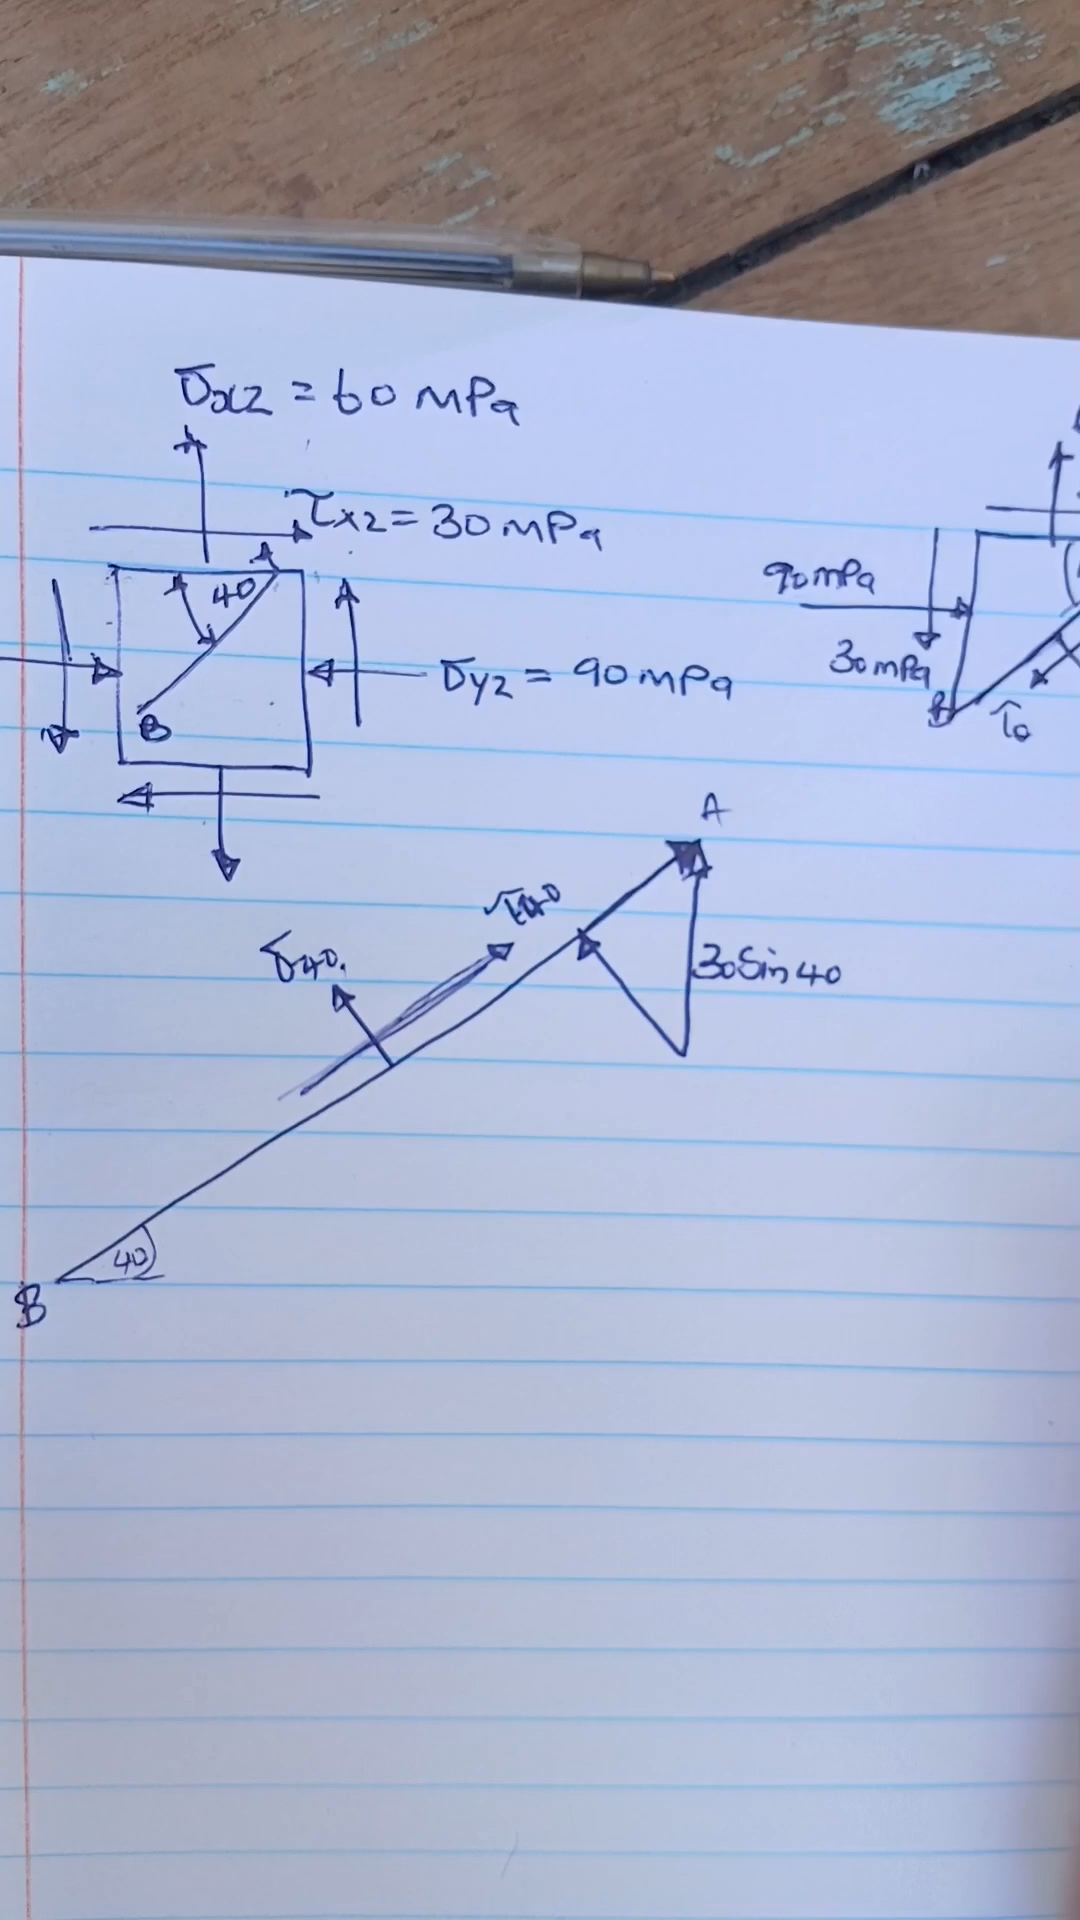 σxz = 60 mPa
τxz = 30 mPa
A
40
σyz = 90 mPa
B
90 mPa
30 mPa
B
τθ
A
τ40
σ40.
30 Sin 40
40
B